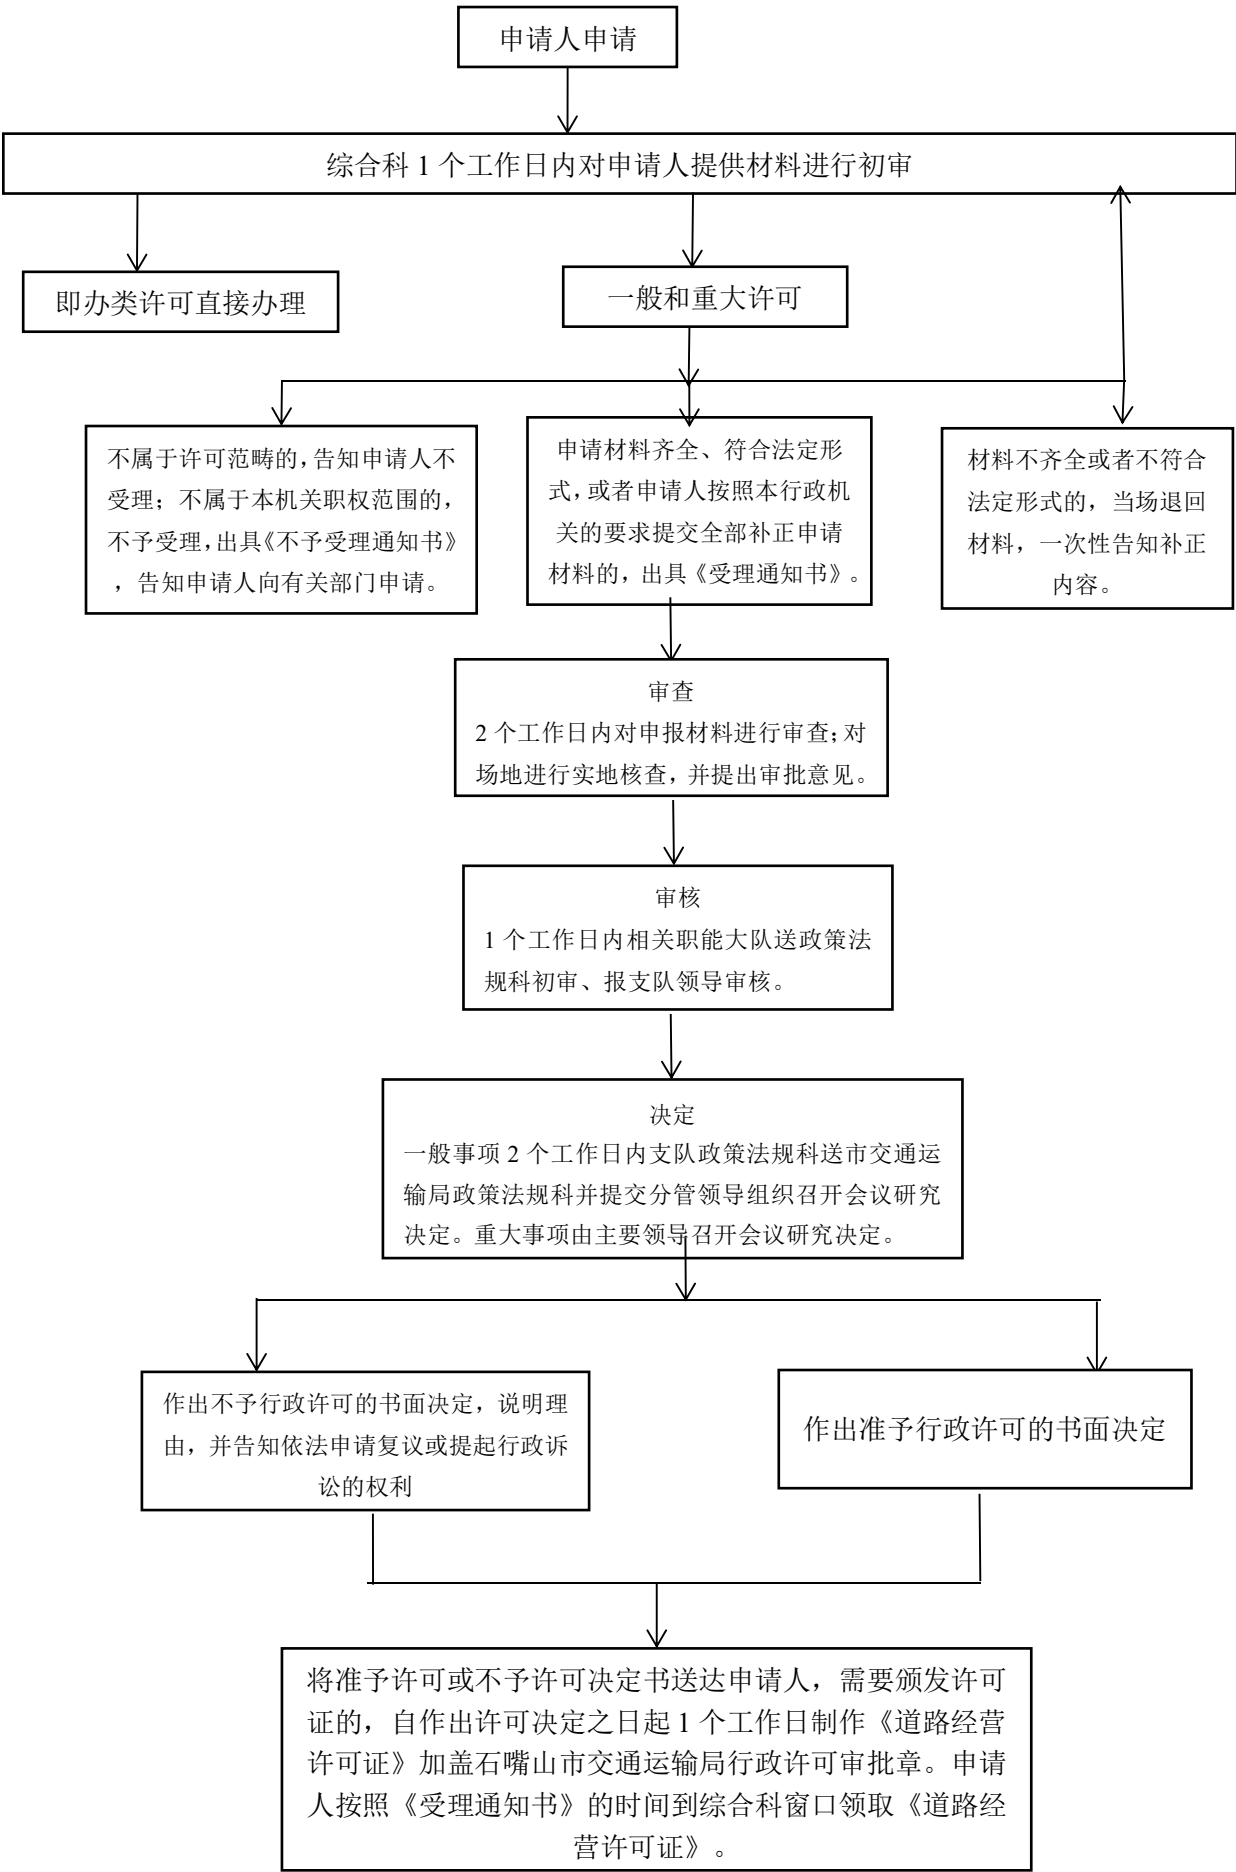 申请人申请
综合科 1 个工作日内对申请人提供材料进行初审
即办类许可直接办理
一般和重大许可
不属于许可范畴的，告知申请人不
受理；不属于本机关职权范围的，
不予受理，出具《不予受理通知书》
，告知申请人向有关部门申请。
申请材料齐全、符合法定形
式，或者申请人按照本行政机
关的要求提交全部补正申请
材料的，出具《受理通知书》。
材料不齐全或者不符合
法定形式的，当场退回
材料，一次性告知补正
内容。
审查
2 个工作日内对申报材料进行审查；对
场地进行实地核查，并提出审批意见。
审核
1 个工作日内相关职能大队送政策法
规科初审、报支队领导审核。
决定
一般事项 2 个工作日内支队政策法规科送市交通运
输局政策法规科并提交分管领导组织召开会议研究
决定。重大事项由主要领导召开会议研究决定。
作出不予行政许可的书面决定，说明理
由，并告知依法申请复议或提起行政诉
讼的权利
作出准予行政许可的书面决定
将准予许可或不予许可决定书送达申请人，需要颁发许可
证的，自作出许可决定之日起 1 个工作日制作《道路经营
许可证》加盖石嘴山市交通运输局行政许可审批章。申请
人按照《受理通知书》的时间到综合科窗口领取《道路经
营许可证》。